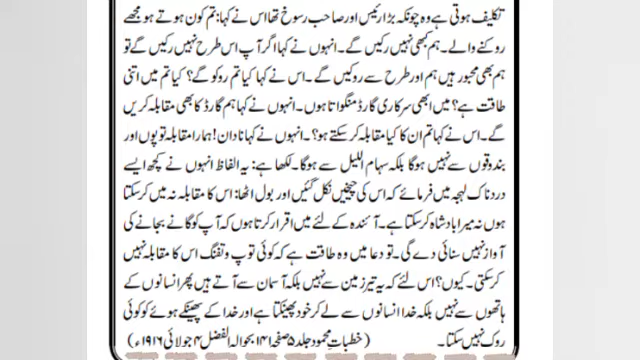 تکلیف ہوتی ہے وہ چونکہ بڑا رئیس اور صاحب رسوخ تھا اس نے کہا: تم کون ہوتے ہو مجھے
روکنے والے۔ ہم کبھی نہیں رکیں گے۔ انہوں نے کہا اگر آپ اس طرح نہیں رکیں گے تو
ہم بھی مجبور ہیں ہم اور طرح سے روکیں گے۔ اس نے کہا کیا تم روکو گے؟ کیا تم میں اتنی
طاقت ہے؟ میں ابھی سرکاری گارڈ منگواتا ہوں۔ انہوں نے کہا ہم گارڈ کا بھی مقابلہ کریں
گے۔ اس نے کہا تم ان کا کیا مقابلہ کر سکتے ہو؟۔ انہوں نے کہا نادان! ہمارا مقابلہ توپوں اور
بندوقوں سے نہیں ہوگا بلکہ سہام اللیل سے ہوگا۔ لکھا ہے: یہ الفاظ انہوں نے کچھ ایسے
دردناک لہجہ میں فرمائے کہ اس کی چیخیں نکل گئیں اور بول اٹھا: اس کا مقابلہ نہ میں کر سکتا
ہوں نہ میرا بادشاہ کر سکتا ہے۔ آئندہ کے لئے میں اقرار کرتا ہوں کہ آپ کو گانے بجانے کی
آواز نہیں سنائی دے گی۔ تو دعا میں وہ طاقت ہے کہ کوئی توپ و تفنگ اس کا مقابلہ نہیں
کر سکتی۔ کیوں؟ اس لئے کہ یہ تیر زمین سے نہیں بلکہ آسمان سے آتے ہیں پھر انسانوں کے
ہاتھوں سے نہیں بلکہ خدا انسانوں سے لے کر خود پھینکتا ہے اور خدا کے پھینکے ہوئے کو کوئی
روک نہیں سکتا۔ (خطبات محمود جلد ۵ صفحہ ۱۴۱ بحوالہ الفضل ۴ جولائی ۱۹۱۶ء)